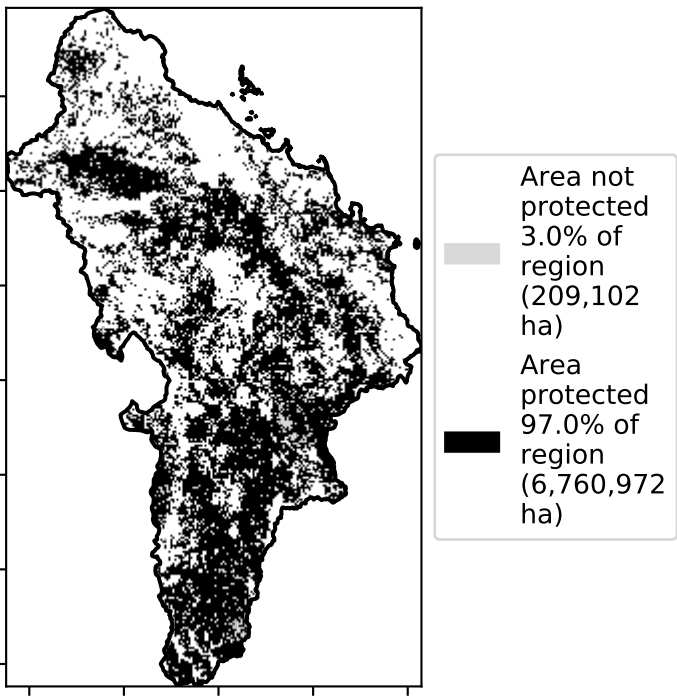 Area not
protected
3.0% of
region
(209,102
ha)
Area
protected
97.0% of
region
(6,760,972
ha)